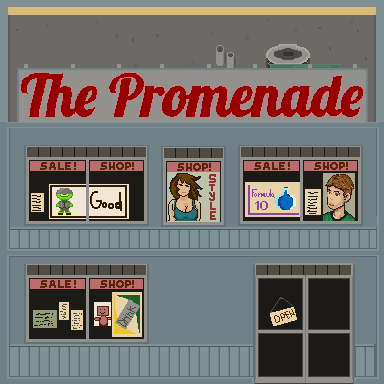 The Promenade
SALE! SHOP!
SHOP!
SALE! SHOP!
Good
STYLE
Formula
10
SALE! SHOP!
OPEN